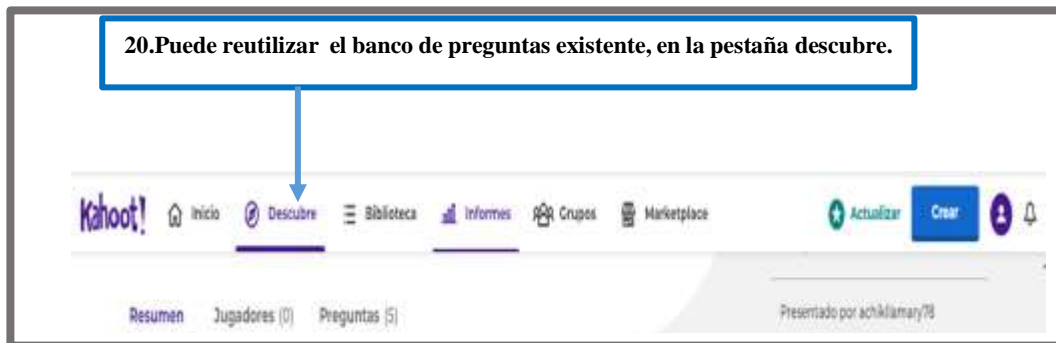 20.Puede reutilizar el banco de preguntas existente, en la pestaña descubre.
Kahoot! Inicio Descubre Biblioteca Informes Grupos Marketplace Actualizar Crear
Resumen Jugadores (0) Preguntas (5) Presentado por achikllamary78